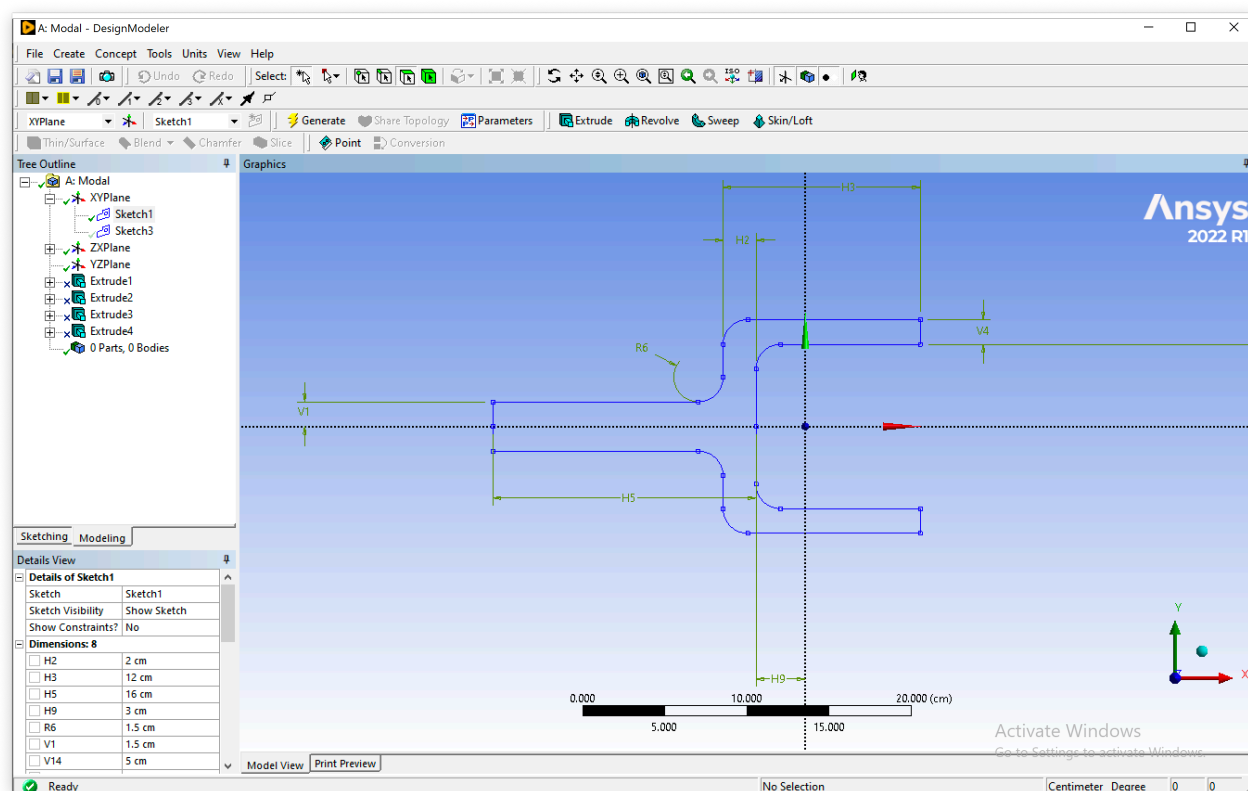 A: Modal - DesignModeler
File Create Concept Tools Units View Help
Undo Redo Select: ISO
XYPlane Sketch1 Generate Share Topology Parameters Extrude Revolve Sweep Skin/Loft
Thin/Surface Blend Chamfer Slice Point Conversion
Tree Outline
A: Modal
XYPlane
Sketch1
Sketch3
ZXPlane
YZPlane
Extrude1
Extrude2
Extrude3
Extrude4
0 Parts, 0 Bodies
Sketching Modeling
Details View
Details of Sketch1
Sketch Sketch1
Sketch Visibility Show Sketch
Show Constraints? No
Dimensions: 8
H2 2 cm
H3 12 cm
H5 16 cm
H9 3 cm
R6 1.5 cm
V1 1.5 cm
V14 5 cm
Graphics
H3
Ansys
2022 R1
H2
V4
R6
V1
H5
Y
X
H9
0.000 10.000 20.000 (cm)
5.000 15.000
Activate Windows
Go to Settings to activate Windows.
Model View Print Preview
Ready No Selection Centimeter Degree 0 0